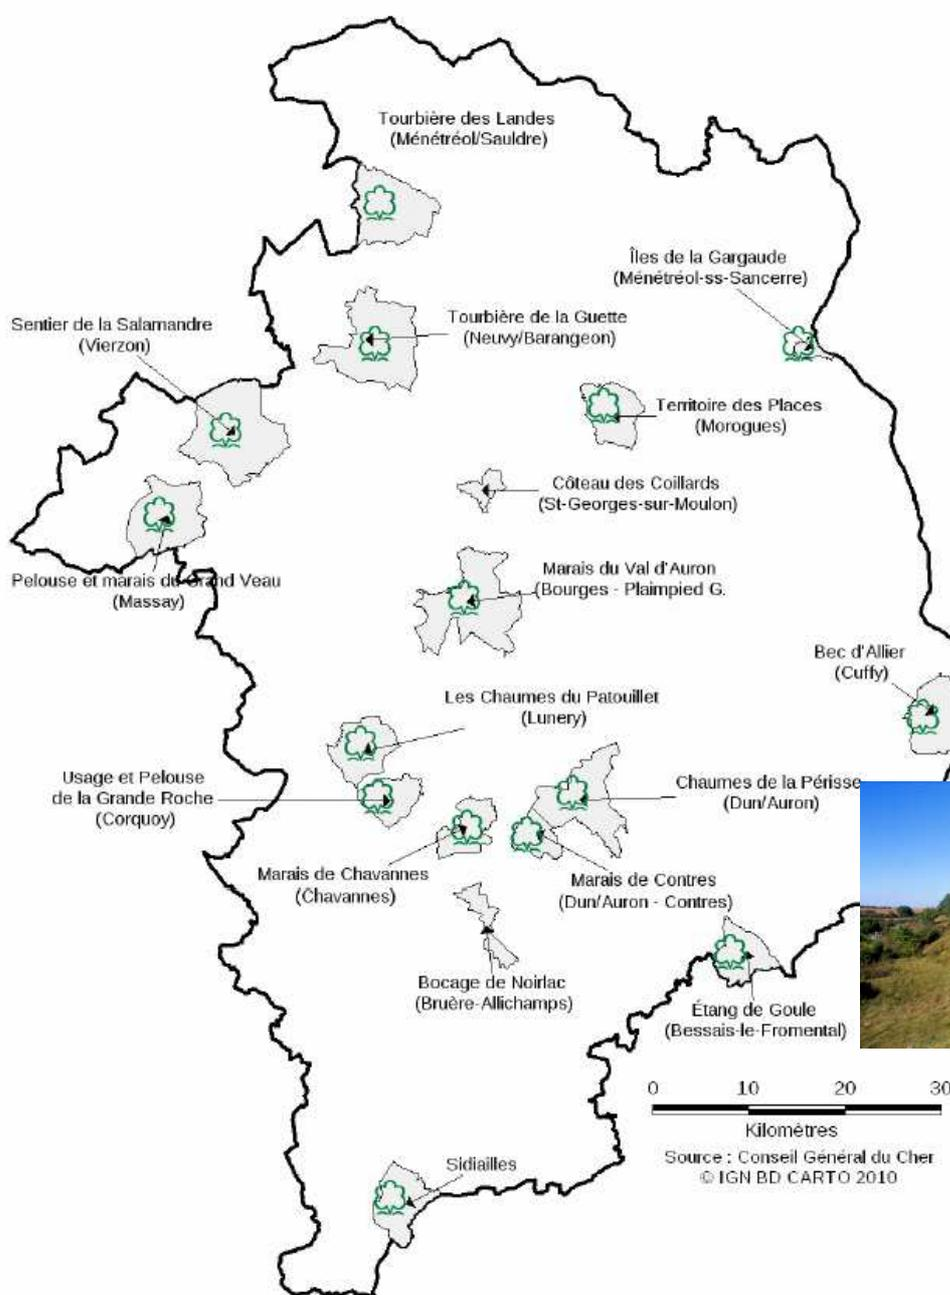 Tourbière des Landes
(Ménétréol/Sauldre)
Îles de la Gargaude
(Ménétréol-ss-Sancerre)
Sentier de la Salamandre
(Vierzon)
Tourbière de la Guette
(Neuvy/Barangeon)
Territoire des Places
(Morogues)
Côteau des Coillards
(St-Georges-sur-Moulon)
Pelouse et marais du Grand Veau
(Massay)
Marais du Val d'Auron
(Bourges - Plaimpied G.
Bec d'Allier
(Cuffy)
Les Chaumes du Patouillet
(Lunery)
Usage et Pelouse
de la Grande Roche
(Corquoy)
Chaumes de la Périsse
(Dun/Auron)
Marais de Chavannes
(Chavannes)
Marais de Contres
(Dun/Auron - Contres)
Bocage de Noirlac
(Bruère-Allichamps)
Étang de Goule
(Bessais-le-Fromental)
0 10 20 30
Kilomètres
Source : Conseil Général du Cher
© IGN BD CARTO 2010
Sidiailles